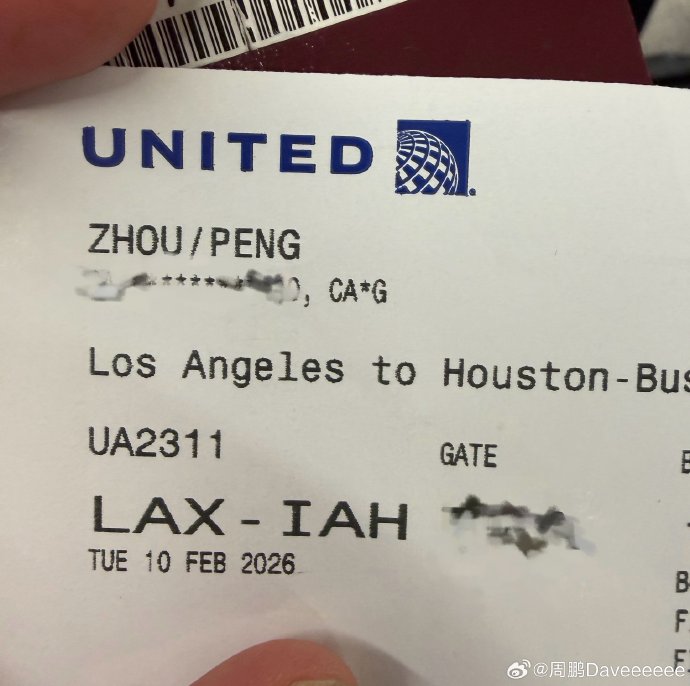 UNITED
ZHOU/PENG
, CA*G
Los Angeles to Houston-Bus
UA2311
GATE
LAX-IAH
TUE 10 FEB 2026
@周鹏Daveeeeee